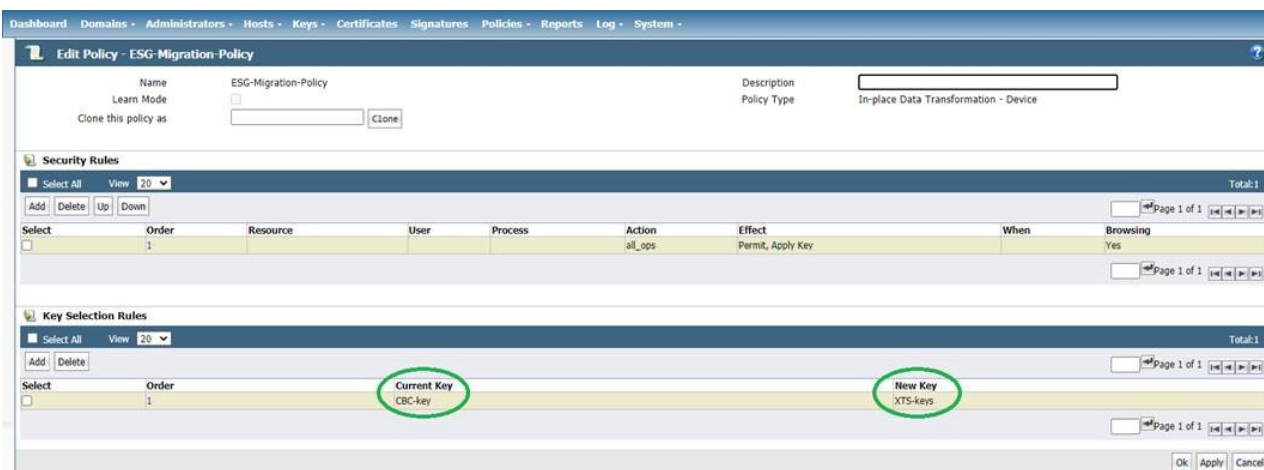 Dashboard Domains Administrators Hosts Keys Certificates Signatures Policies Reports Log System
Edit Policy - ESG-Migration-Policy ?
Name ESG-Migration-Policy Description
Learn Mode Policy Type In-place Data Transformation - Device
Clone this policy as Clone
Security Rules
Select All View 20 Total:1
Add Delete Up Down Page 1 of 1
Select Order Resource User Process Action Effect When Browsing
1 all_ops Permit, Apply Key Yes
Page 1 of 1
Key Selection Rules
Select All View 20 Total:1
Add Delete Page 1 of 1
Select Order Current Key New Key
1 CBC-key XTS-keys
Page 1 of 1
Ok Apply Cancel